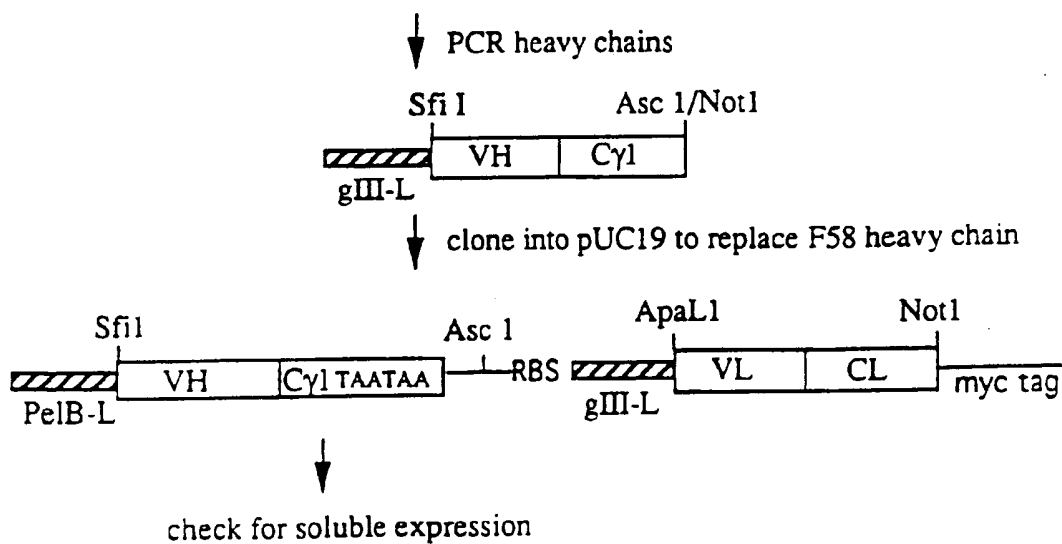 PCR heavy chains
Sfi I Asc 1/Not1
VH Cγ1
gIII-L
clone into pUC19 to replace F58 heavy chain
Sfi1 Asc 1 ApaL1 Not1
VH Cγ1 TAATAA RBS VL CL myc tag
PelB-L gIII-L
check for soluble expression